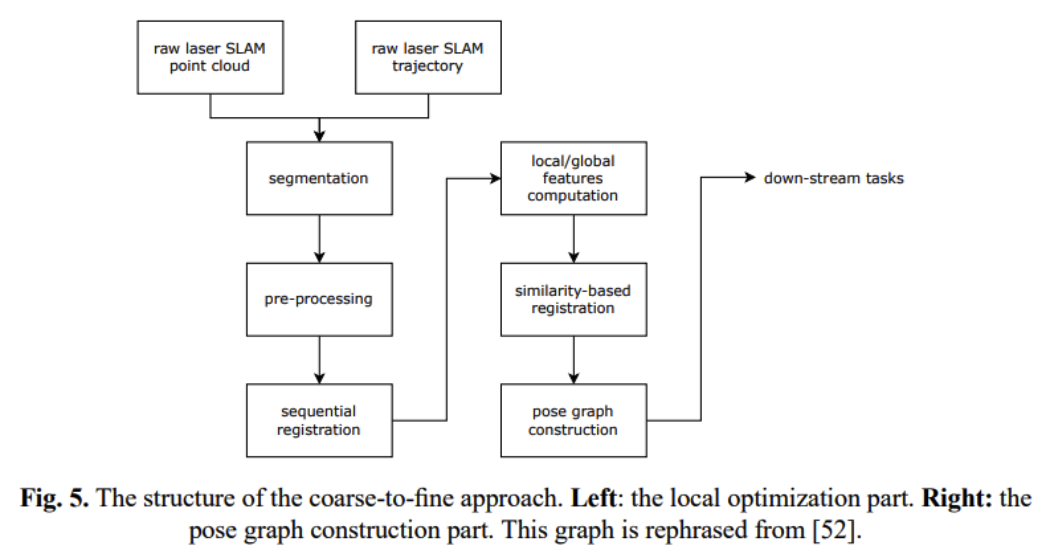 raw laser SLAM
point cloud
raw laser SLAM
trajectory
segmentation
pre-processing
sequential
registration
local/global
features
computation
similarity-based
registration
pose graph
construction
down-stream tasks
Fig. 5. The structure of the coarse-to-fine approach. Left: the local optimization part. Right: the
pose graph construction part. This graph is rephrased from [52].